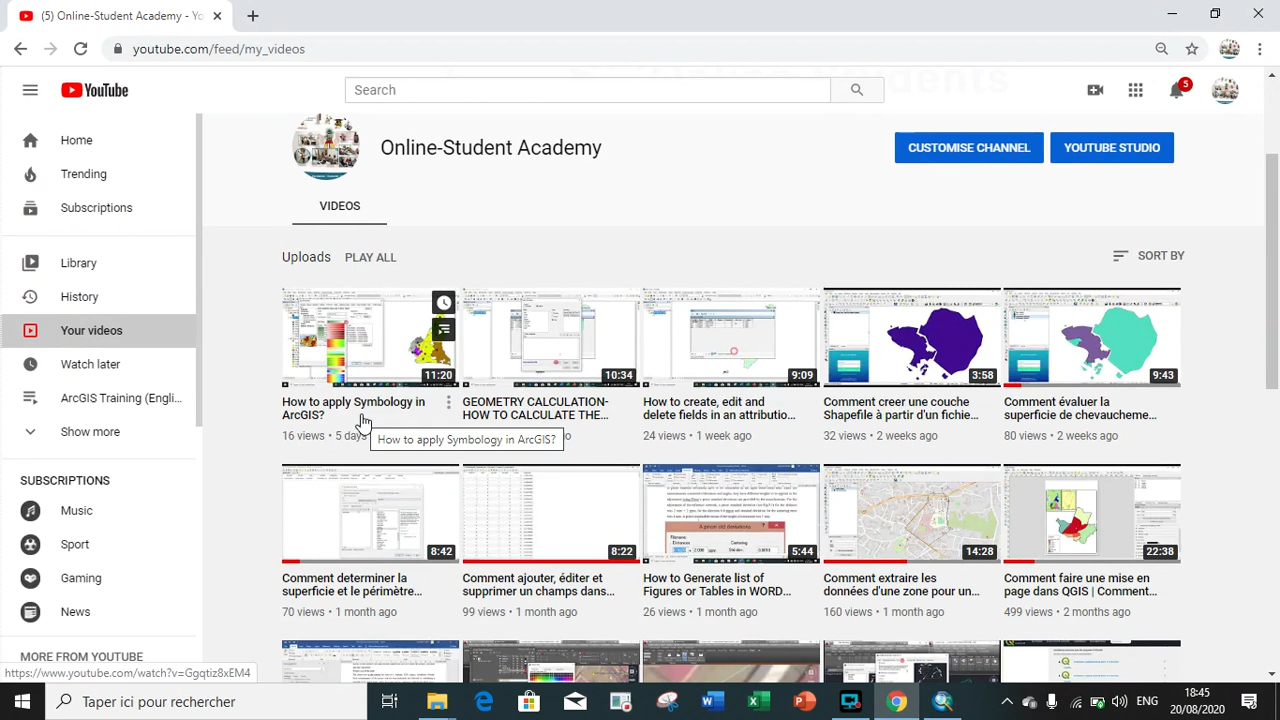 (5) Online-Student Academy - Yo
youtube.com/feed/my_videos
YouTube
Search
5
Home
Trending
Subscriptions
Library
History
Your videos
Watch later
ArcGIS Training (Engli...
Show more
SUBSCRIPTIONS
Music
Sport
Gaming
News
MORE FROM YOUTUBE
Online-Student Academy
CUSTOMISE CHANNEL
YOUTUBE STUDIO
VIDEOS
Uploads
PLAY ALL
SORT BY
11:20
10:34
9:09
3:58
9:43
How to apply Symbology in
ArcGIS?
16 views • 5 days
How to apply Symbology in ArcGIS?
GEOMETRY CALCULATION-
HOW TO CALCULATE THE...
How to create, edit and
delete fields in an attributio...
24 views • 1 week ago
Comment creer une couche
Shapefile à partir d'un fichie...
32 views • 2 weeks ago
Comment évaluer la
superficie de chevaucheme...
80 views • 2 weeks ago
8:42
8:22
5:44
14:28
22:38
Comment determiner la
superficie et le périmètre...
70 views • 1 month ago
Comment ajouter, éditer et
supprimer un champs dans...
99 views • 1 month ago
How to Generate list of
Figures or Tables in WORD...
26 views • 1 month ago
Comment extraire les
données d'une zone pour un...
160 views • 1 month ago
Comment faire une mise en
page dans QGIS | Comment...
499 views • 2 months ago
Taper ici pour rechercher
ENG
18:45
20/08/2020